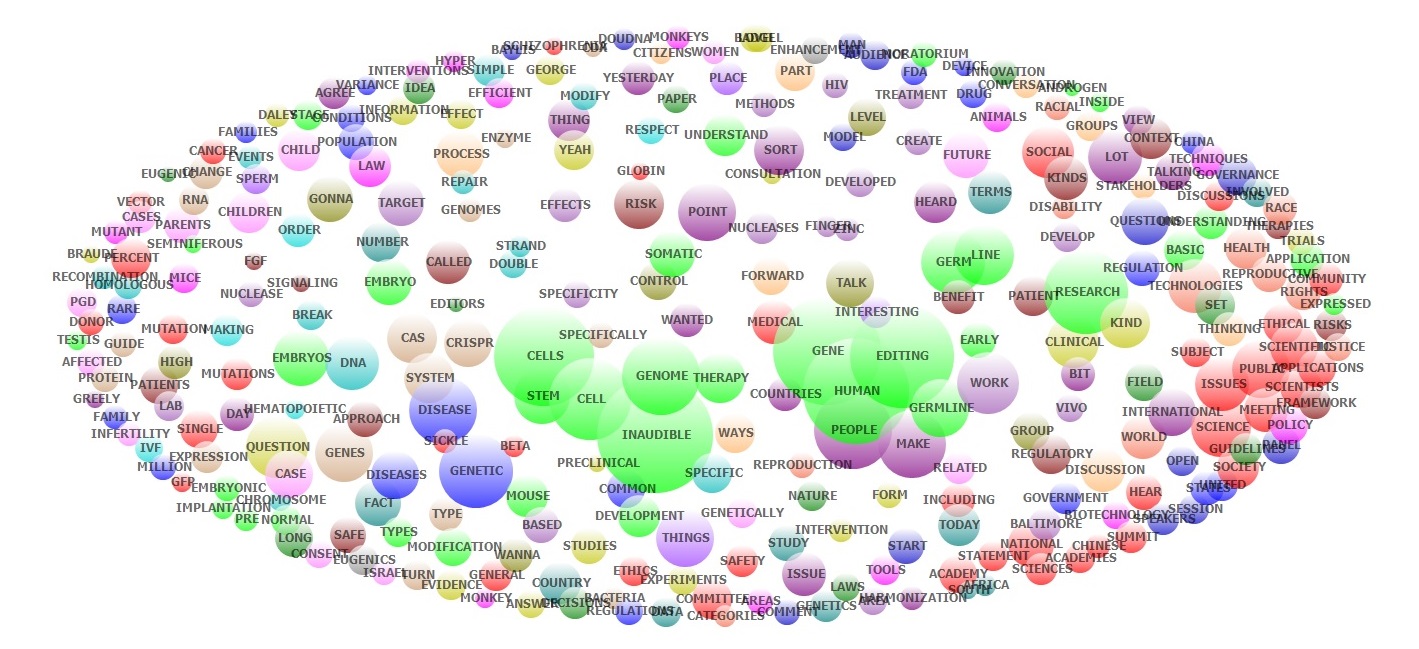 DOUDNA
MONKEYS
LOVELL
MAN
SCHIZOPHRENIA
BAYLIS
CITIZENS
WOMEN
ENHANCEMENT
AUDIENCE
MORATORIUM
HYPER
INTERVENTIONS
SIMPLE
GEORGE
YESTERDAY
PLACE
PART
HIV
FDA
DEVICE
INNOVATION
VARIANCE
AGREE
IDEA
EFFICIENT
MODIFY
PAPER
METHODS
TREATMENT
DRUG
CONVERSATION
ANDROGEN
INSIDE
DALEY
STAGE
CONDITIONS
INFORMATION
EFFECT
THING
LEVEL
ANIMALS
RACIAL
VIEW
FAMILIES
POPULATION
ENZYME
RESPECT
UNDERSTAND
MODEL
CREATE
GROUPS
CONTEXT
CHINA
CANCER
EVENTS
CHILD
LAW
PROCESS
YEAH
SORT
FUTURE
SOCIAL
LOT
TECHNIQUES
EUGENIC
CHANGE
SPERM
REPAIR
GLOBIN
CONSULTATION
DEVELOPED
KINDS
TALKING
GOVERNANCE
STAKEHOLDERS
VECTOR
RNA
GONNA
TARGET
GENOMES
EFFECTS
RISK
POINT
HEARD
TERMS
DISABILITY
DISCUSSIONS
INVOLVED
RACE
CASES
PARENTS
CHILDREN
MUTANT
ORDER
NUCLEASES
FINGER
ZINC
DEVELOP
QUESTIONS
UNDERSTANDING
THERAPIES
SEMINIFEROUS
NUMBER
STRAND
BRAUDE
PERCENT
FGF
CALLED
DOUBLE
SOMATIC
GERM
LINE
BASIC
HEALTH
TRIALS
RECOMBINATION
HOMOLOGOUS
MICE
SIGNALING
EMBRYO
CONTROL
FORWARD
TALK
REGULATION
REPRODUCTIVE
APPLICATION
COMMUNITY
NUCLEASE
SPECIFICITY
BENEFIT
PATIENT
RESEARCH
TECHNOLOGIES
RIGHTS
PGD
RARE
EDITORS
INTERESTING
SET
EXPRESSED
DONOR
MUTATION
MAKING
BREAK
WANTED
MEDICAL
KIND
THINKING
ETHICAL
RISKS
TESTIS
GUIDE
CAS
CRISPR
SPECIFICALLY
EARLY
CLINICAL
SUBJECT
SCIENTIFIC
JUSTICE
AFFECTED
HIGH
EMBRYOS
DNA
CELLS
GENE
EDITING
PROTEIN
PATIENTS
MUTATIONS
SYSTEM
GENOME
THERAPY
BIT
PUBLIC
APPLICATIONS
GREELY
LAB
STEM
CELL
COUNTRIES
HUMAN
WORK
FIELD
ISSUES
SCIENTISTS
FRAMEWORK
FAMILY
DAY
HEMATOPOIETIC
DISEASE
GERMLINE
VIVO
INTERNATIONAL
MEETING
INFERTILITY
SINGLE
APPROACH
INAUDIBLE
WAYS
PEOPLE
MAKE
GROUP
WORLD
SCIENCE
POLICY
IVF
QUESTION
SICKLE
BETA
PANEL
MILLION
EXPRESSION
GENES
PRECLINICAL
REPRODUCTION
REGULATORY
OPEN
GUIDELINES
GFP
CASE
DISEASES
GENETIC
SPECIFIC
RELATED
DISCUSSION
SOCIETY
EMBRYONIC
COMMON
HEAR
STATES
UNITED
IMPLANTATION
CHROMOSOME
FACT
MOUSE
NATURE
FORM
INCLUDING
GOVERNMENT
SESSION
PRE
NORMAL
TYPE
DEVELOPMENT
GENETICALLY
BIOTECHNOLOGY
SPEAKERS
LONG
SAFE
TYPES
BASED
THINGS
INTERVENTION
TODAY
BALTIMORE
SUMMIT
CONSENT
EUGENICS
MODIFICATION
WANNA
STUDIES
STUDY
START
NATIONAL
CHINESE
STATEMENT
ACADEMIES
ISRAEL
TURN
GENERAL
ETHICS
SAFETY
ISSUE
TOOLS
ACADEMY
SCIENCES
EVIDENCE
COUNTRY
EXPERIMENTS
LAWS
SOUTH
AFRICA
MONKEY
ANSWER
DECISIONS
BACTERIA
COMMITTEE
AREAS
AREA
HARMONIZATION
REGULATIONS
DATA
CATEGORIES
COMMENT
GENETICS